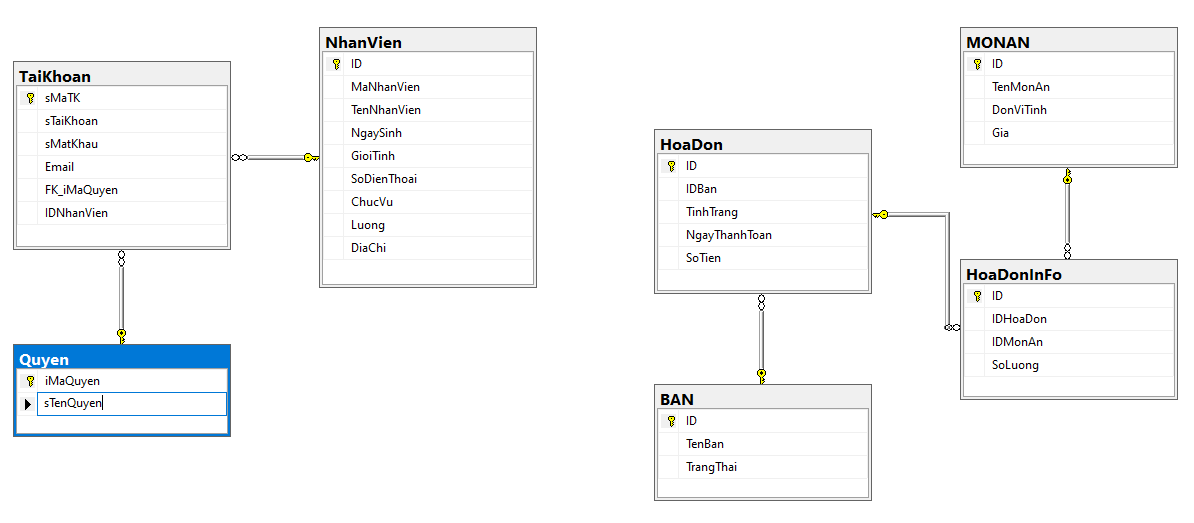 TaiKhoan
sMaTK
sTaiKhoan
sMatKhau
Email
FK_iMaQuyen
IDNhanVien
NhanVien
ID
MaNhanVien
TenNhanVien
NgaySinh
GioiTinh
SoDienThoai
ChucVu
Luong
DiaChi
Quyen
iMaQuyen
sTenQuyen
HoaDon
ID
IDBan
TinhTrang
NgayThanhToan
SoTien
BAN
ID
TenBan
TrangThai
MONAN
ID
TenMonAn
DonViTinh
Gia
HoaDonInFo
ID
IDHoaDon
IDMonAn
SoLuong